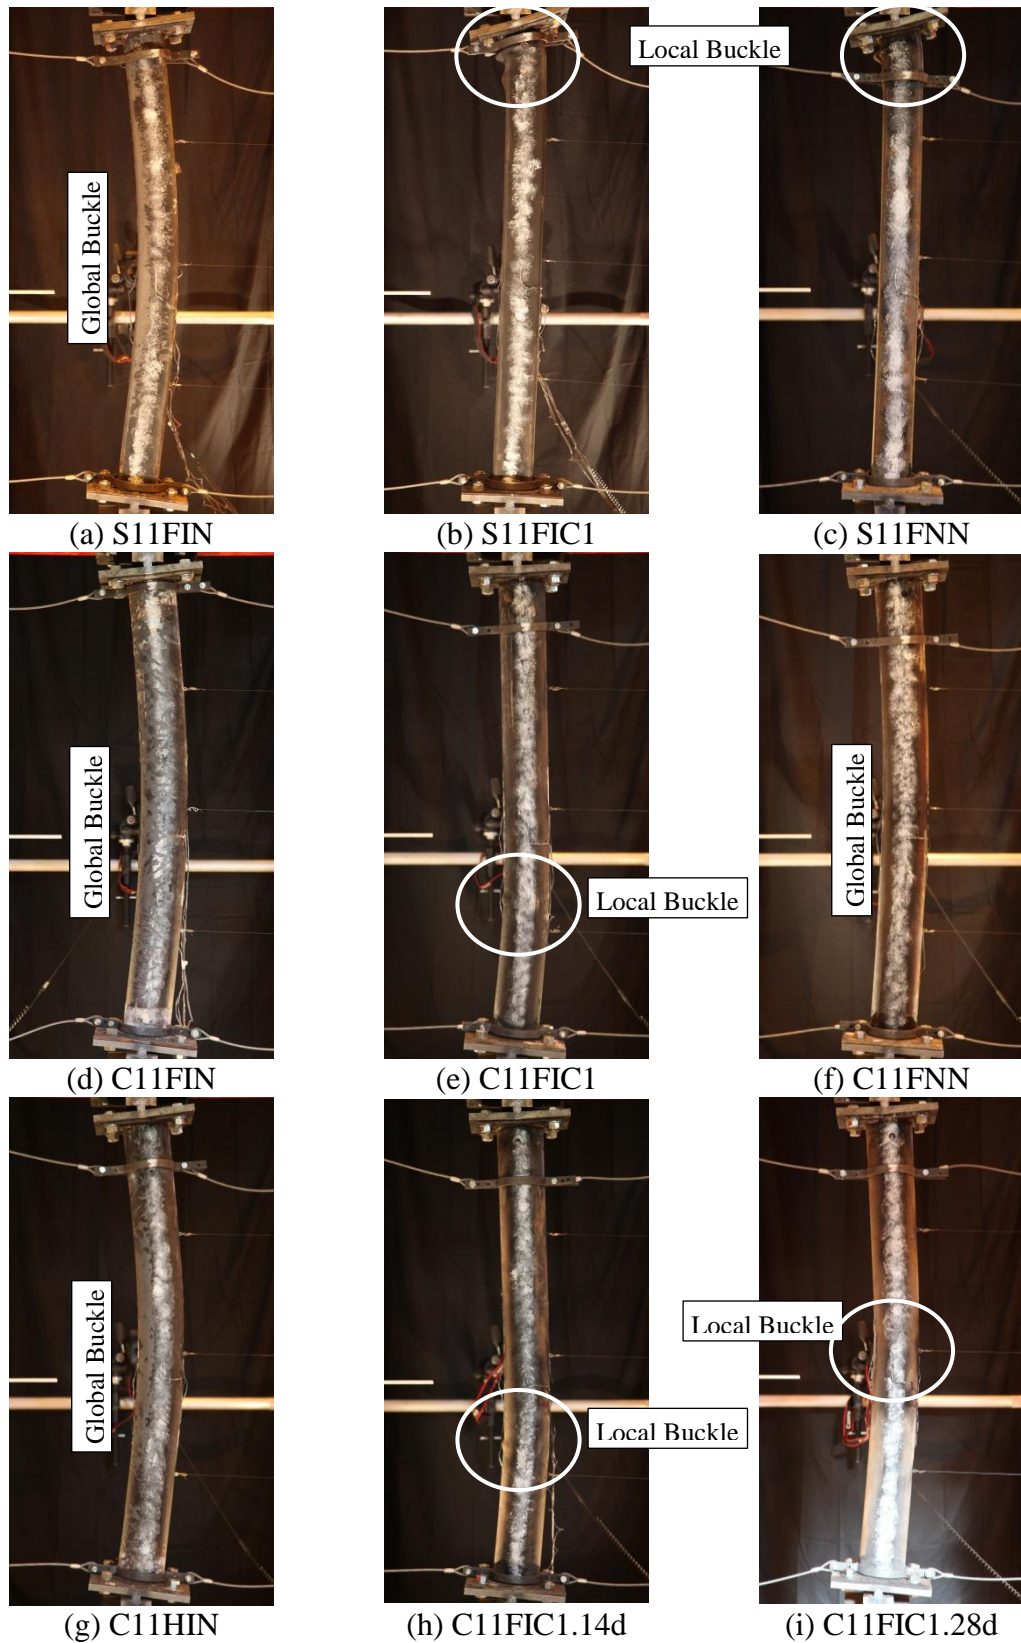 Local Buckle
Global Buckle
(a) S11FIN
(b) S11FIC1
(c) S11FNN
Global Buckle
Local Buckle
Global Buckle
(d) C11FIN
(e) C11FIC1
(f) C11FNN
Global Buckle
Local Buckle
Local Buckle
(g) C11HIN
(h) C11FIC1.14d
(i) C11FIC1.28d